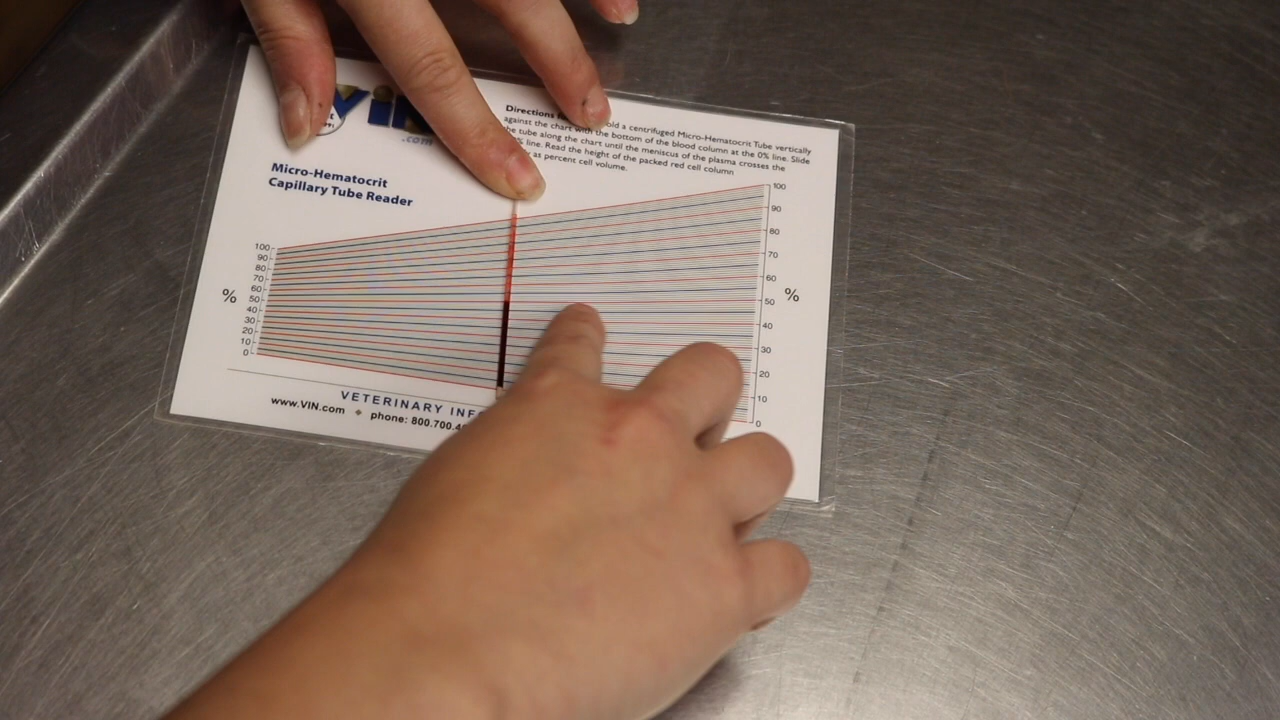 Vin
.com
Directions old a centrifuged Micro-Hematocrit Tube vertically
against the chart with the bottom of the blood column at the 0% line. Slide
the tube along the chart until the meniscus of the plasma crosses the
% line. Read the height of the packed red cell column
as percent cell volume.
Micro-Hematocrit
Capillary Tube Reader
100
90
80
70
60
50
40
30
20
10
0
%
100
90
80
70
60
50
40
30
20
10
0
%
VETERINARY
www.VIN.com ◆ phone: 800.700.